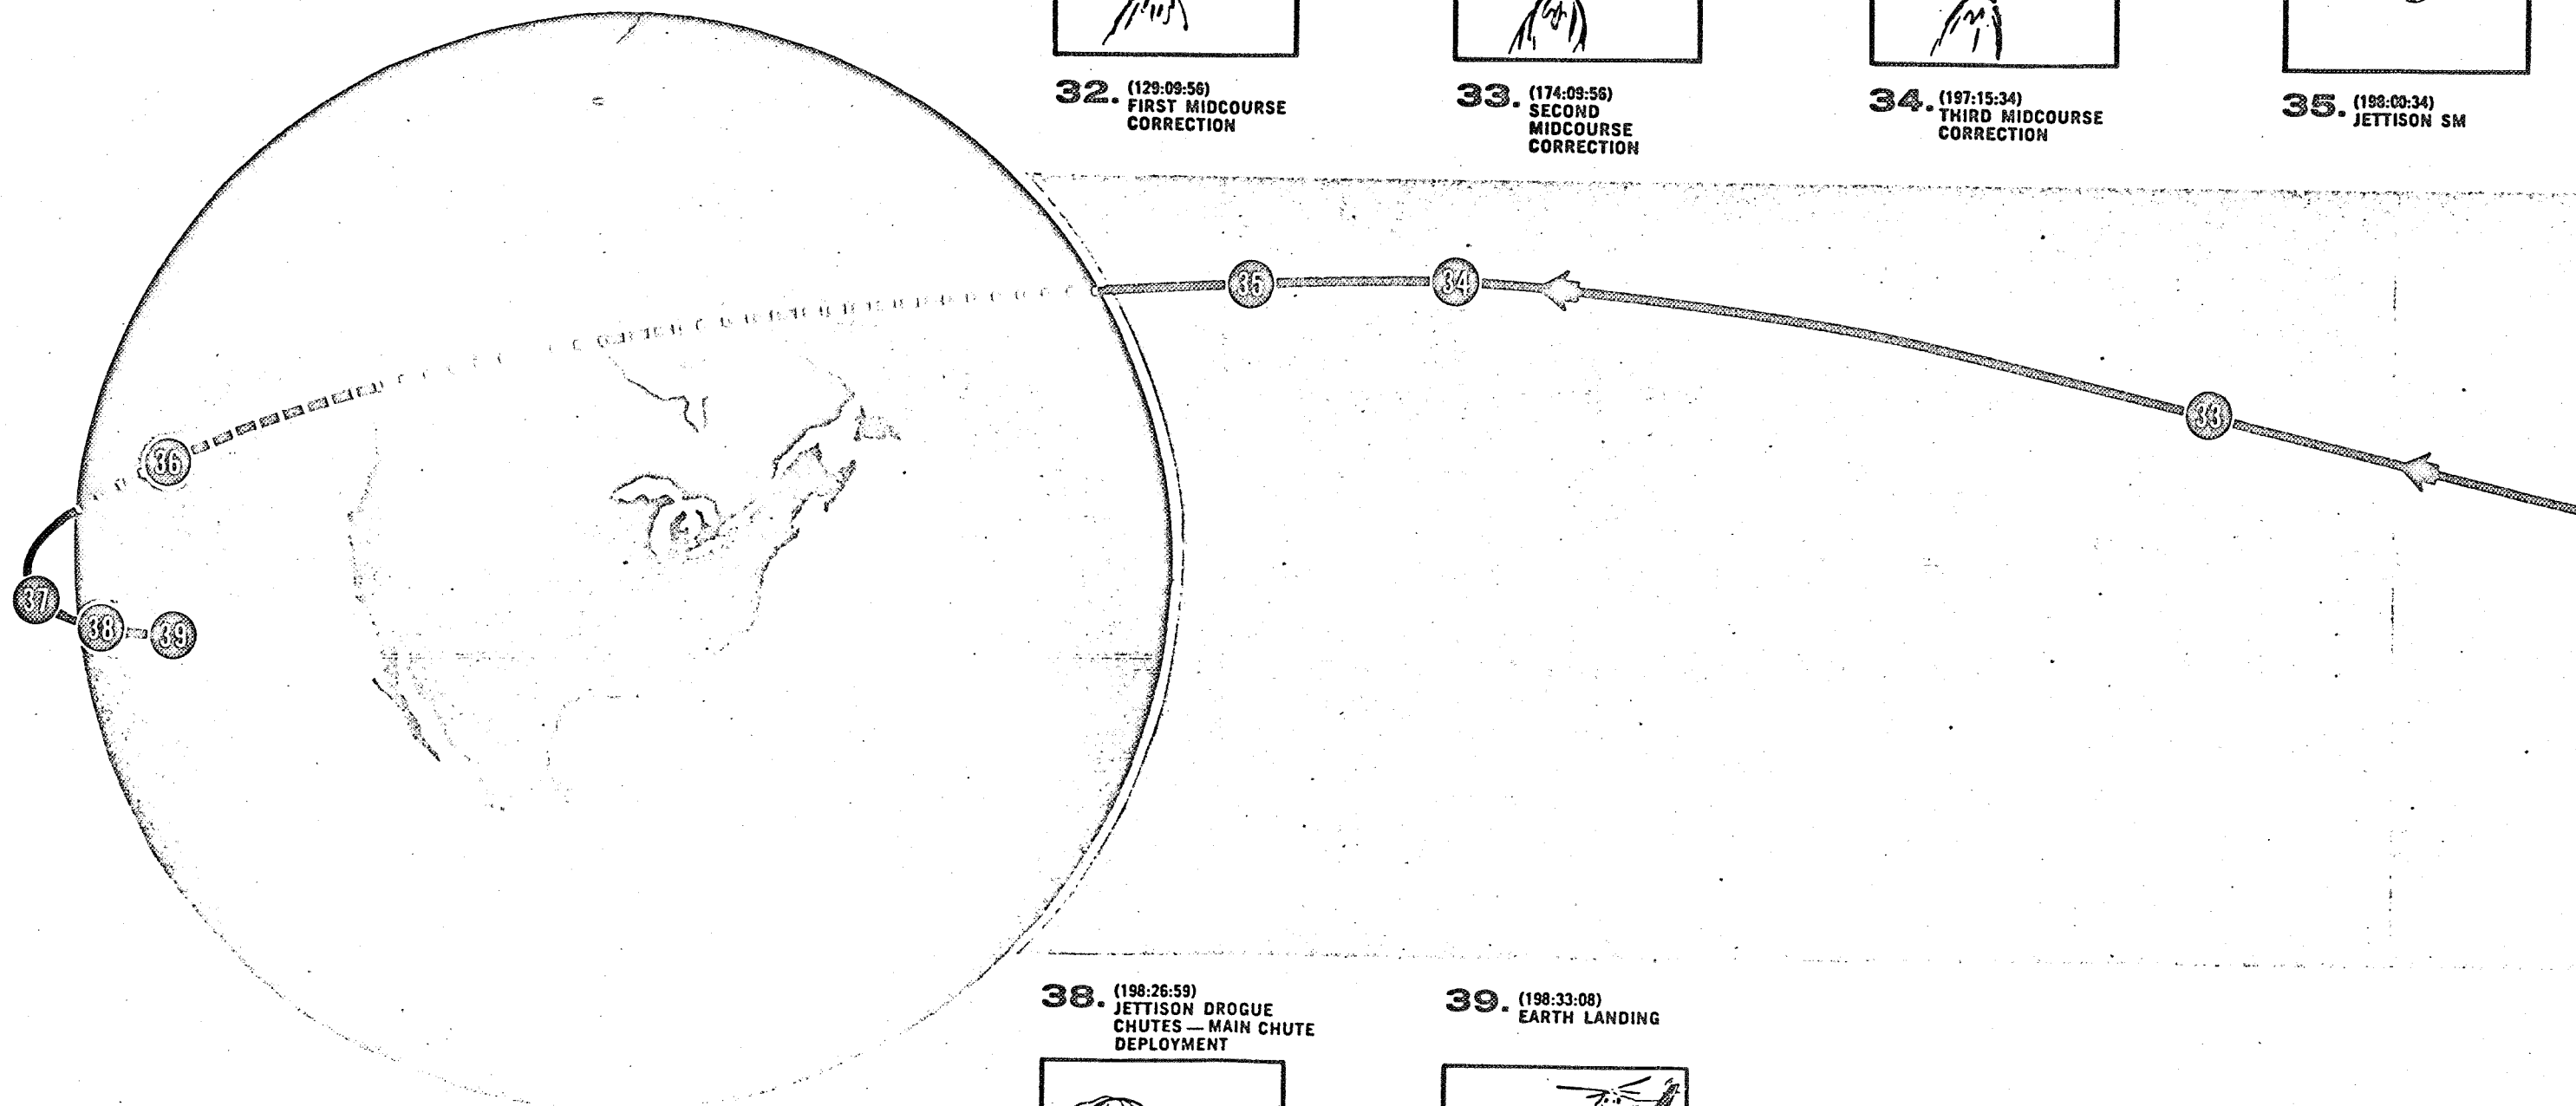 32. (129:09:56)
FIRST MIDCOURSE
CORRECTION
33. (174:09:56)
SECOND
MIDCOURSE
CORRECTION
34. (197:15:34)
THIRD MIDCOURSE
CORRECTION
35. (198:00:34)
JETTISON SM
35
34
33
36
37
38
39
38. (198:26:59)
JETTISON DROGUE
CHUTES — MAIN CHUTE
DEPLOYMENT
39. (198:33:08)
EARTH LANDING